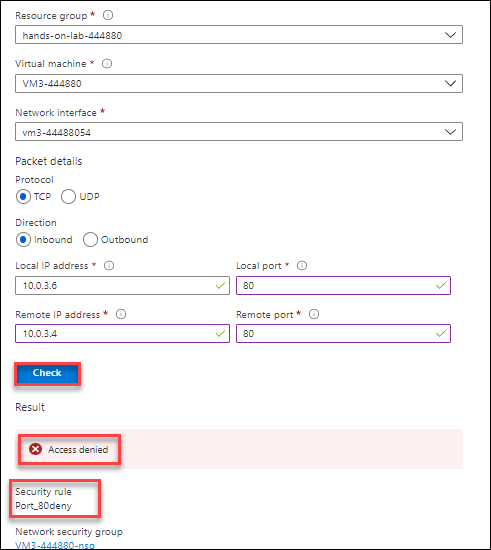 Resource group *
hands-on-lab-444880
Virtual machine *
VM3-444880
Network interface *
vm3-44488054
Packet details
Protocol
TCP UDP
Direction
Inbound Outbound
Local IP address * Local port *
10.0.3.6 80
Remote IP address * Remote port *
10.0.3.4 80
Check
Result
Access denied
Security rule
Port_80deny
Network security group
VM3-444880-nsg